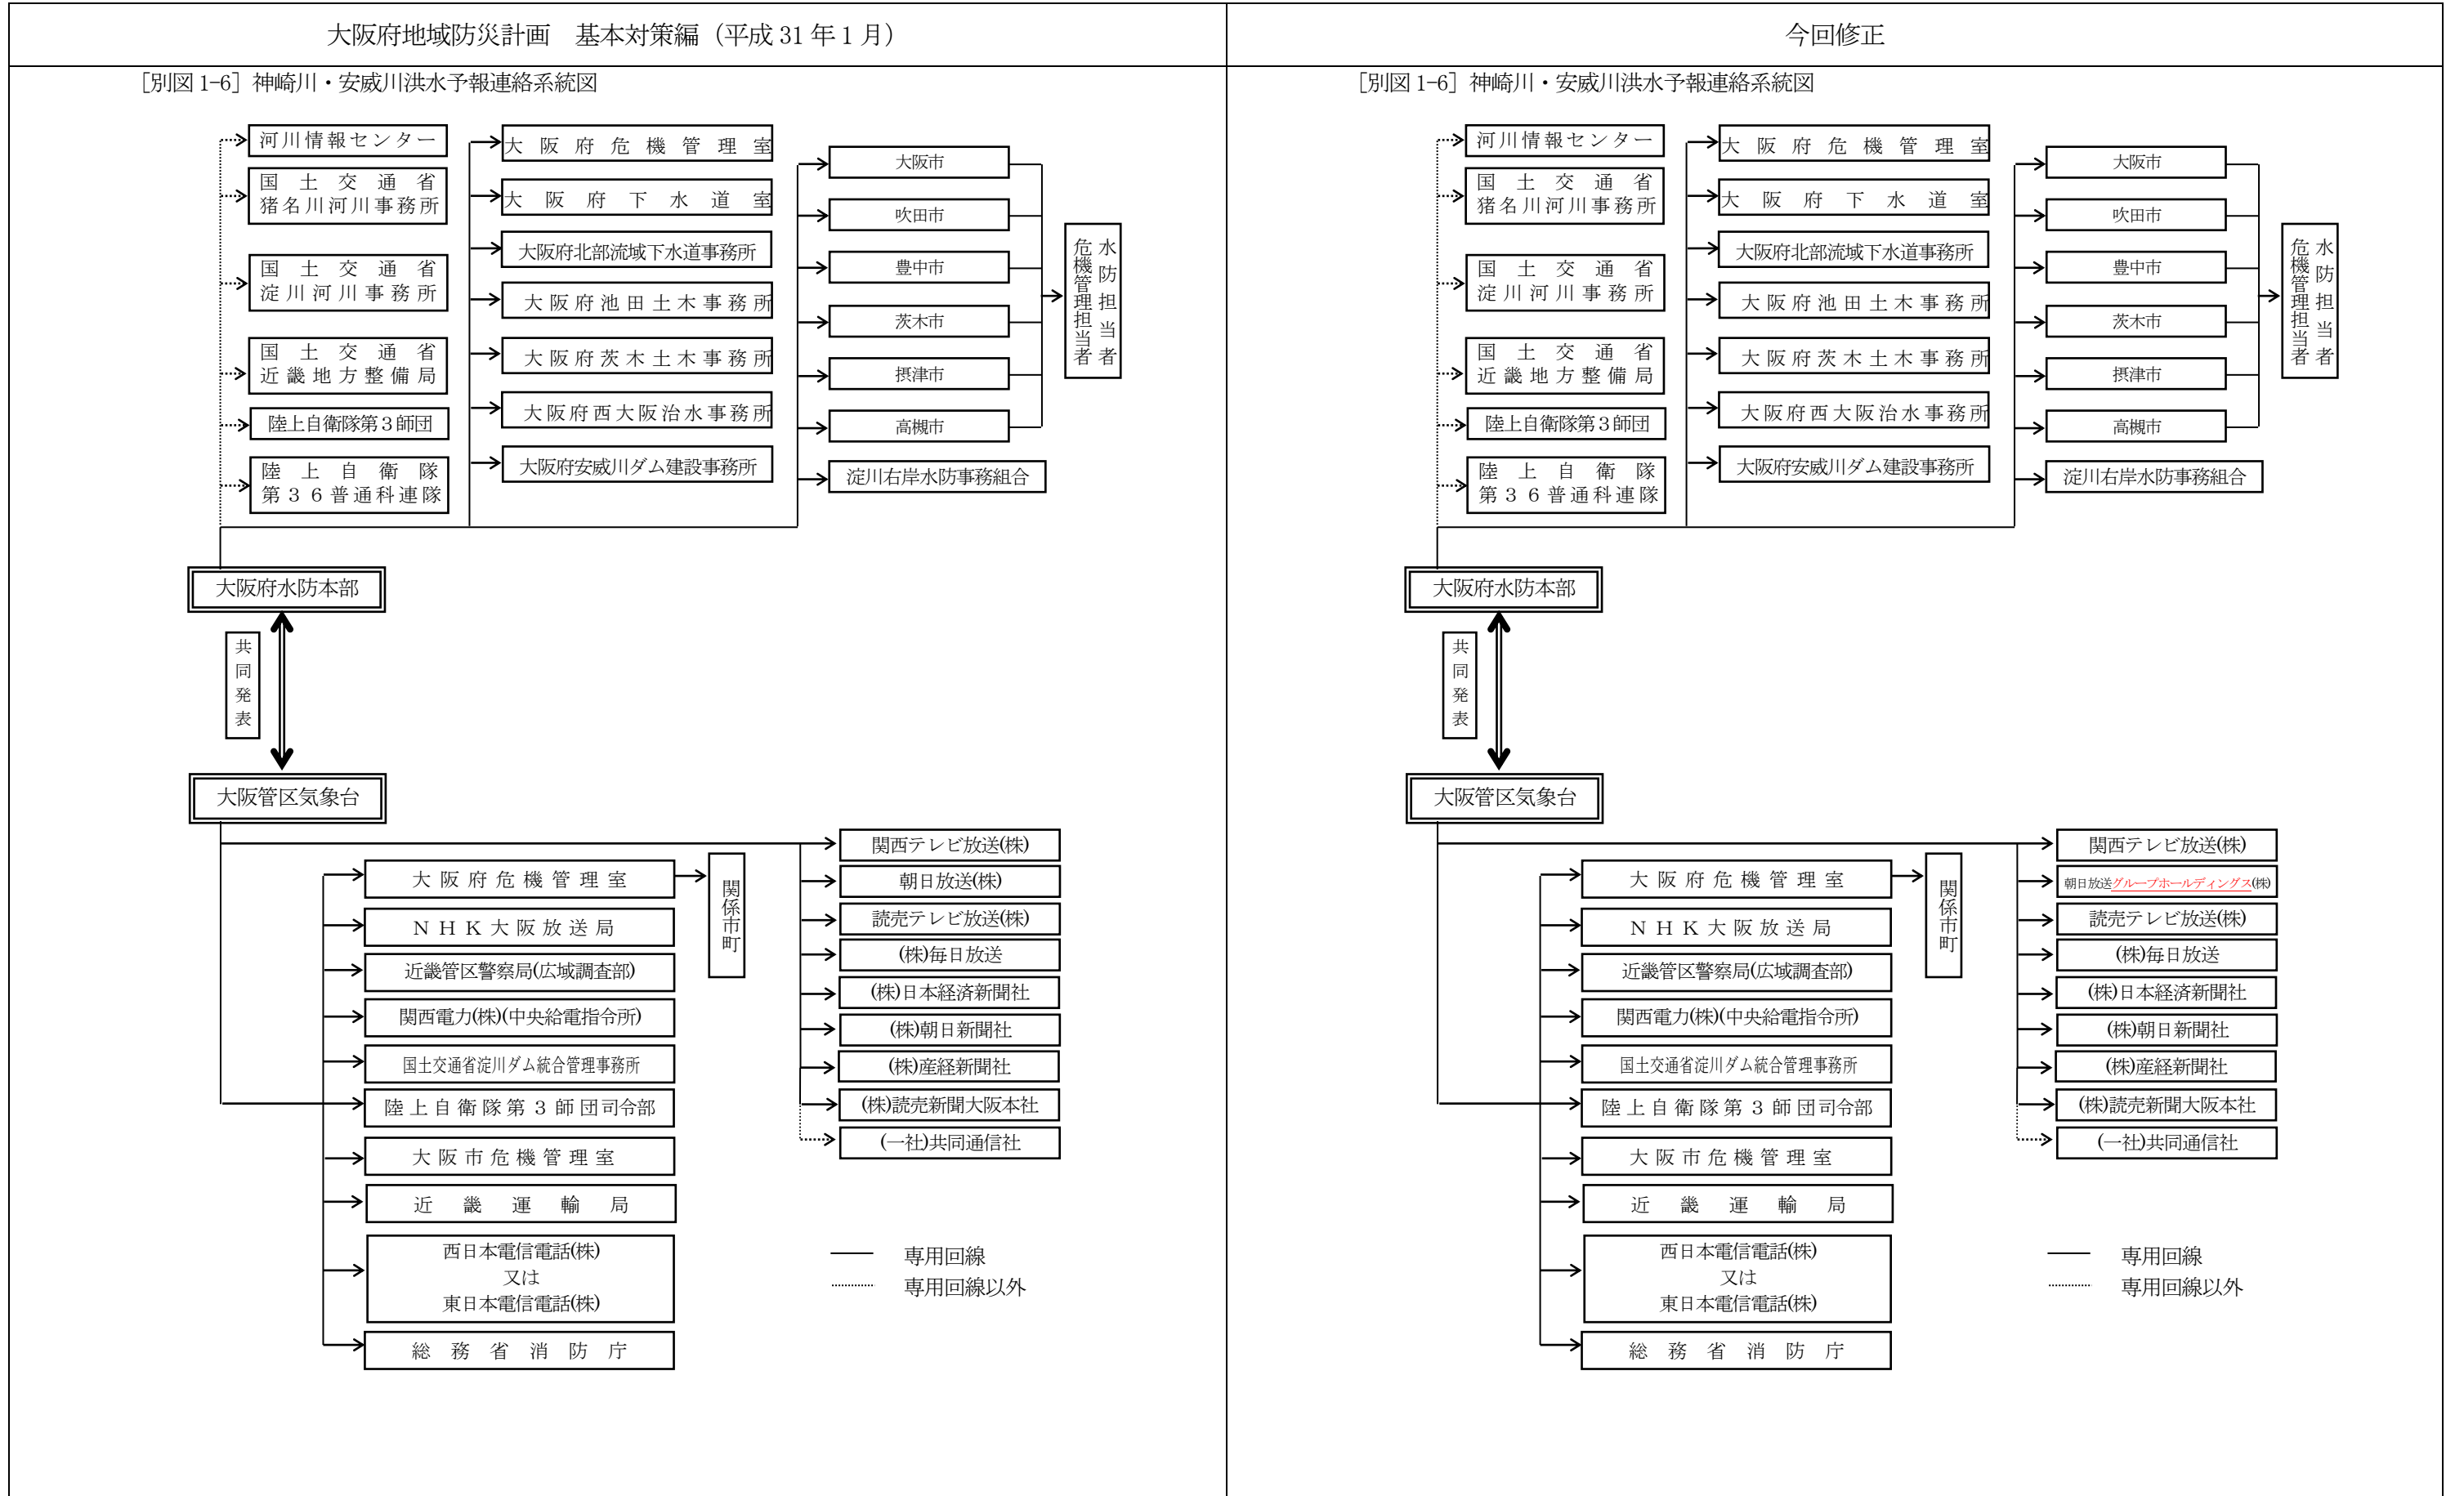 大阪府地域防災計画　基本対策編（平成 31 年 1 月）
［別図 1-6］神崎川・安威川洪水予報連絡系統図
河川情報センター
国土交通省
猪名川河川事務所
国土交通省
淀川河川事務所
国土交通省
近畿地方整備局
陸上自衛隊第３師団
陸上自衛隊
第３６普通科連隊
大阪府危機管理室
大阪府下水道室
大阪府北部流域下水道事務所
大阪府池田土木事務所
大阪府茨木土木事務所
大阪府西大阪治水事務所
大阪府安威川ダム建設事務所
大阪市
吹田市
豊中市
茨木市
摂津市
高槻市
淀川右岸水防事務組合
水防担当者
危機管理担当者
大阪府水防本部
共同発表
大阪管区気象台
大阪府危機管理室
ＮＨＫ大阪放送局
近畿管区警察局(広域調査部)
関西電力(株)(中央給電指令所)
国土交通省淀川ダム統合管理事務所
陸上自衛隊第３師団司令部
大阪市危機管理室
近畿運輸局
西日本電信電話(株)
又は
東日本電信電話(株)
総務省消防庁
関係市町
関西テレビ放送(株)
朝日放送(株)
読売テレビ放送(株)
(株)毎日放送
(株)日本経済新聞社
(株)朝日新聞社
(株)産経新聞社
(株)読売新聞大阪本社
(一社)共同通信社
専用回線
専用回線以外
今回修正
［別図 1-6］神崎川・安威川洪水予報連絡系統図
河川情報センター
国土交通省
猪名川河川事務所
国土交通省
淀川河川事務所
国土交通省
近畿地方整備局
陸上自衛隊第３師団
陸上自衛隊
第３６普通科連隊
大阪府危機管理室
大阪府下水道室
大阪府北部流域下水道事務所
大阪府池田土木事務所
大阪府茨木土木事務所
大阪府西大阪治水事務所
大阪府安威川ダム建設事務所
大阪市
吹田市
豊中市
茨木市
摂津市
高槻市
淀川右岸水防事務組合
水防担当者
危機管理担当者
大阪府水防本部
共同発表
大阪管区気象台
大阪府危機管理室
ＮＨＫ大阪放送局
近畿管区警察局(広域調査部)
関西電力(株)(中央給電指令所)
国土交通省淀川ダム統合管理事務所
陸上自衛隊第３師団司令部
大阪市危機管理室
近畿運輸局
西日本電信電話(株)
又は
東日本電信電話(株)
総務省消防庁
関係市町
関西テレビ放送(株)
朝日放送グループホールディングス(株)
読売テレビ放送(株)
(株)毎日放送
(株)日本経済新聞社
(株)朝日新聞社
(株)産経新聞社
(株)読売新聞大阪本社
(一社)共同通信社
専用回線
専用回線以外